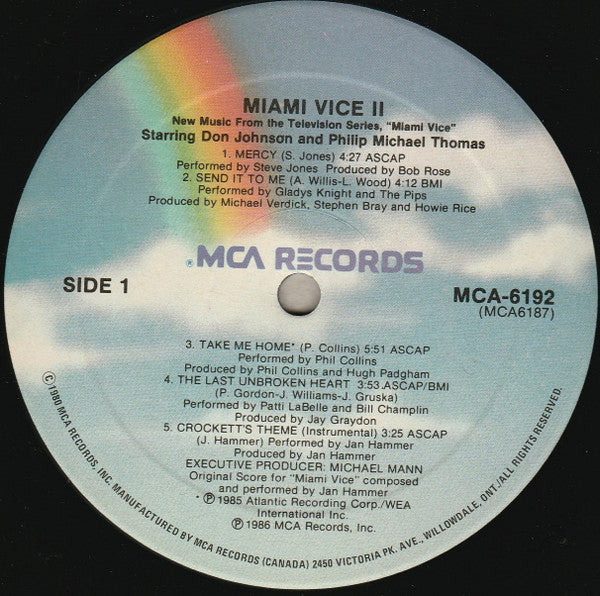 MIAMI VICE II
New Music From the Television Series, "Miami Vice"
Starring Don Johnson and Philip Michael Thomas
1. MERCY (S. Jones) 4:27 ASCAP
Performed by Steve Jones Produced by Bob Rose
2. SEND IT TO ME (A. Willis-L. Wood) 4:12 BMI
Performed by Gladys Knight and The Pips
Produced by Michael Verdick, Stephen Bray and Howie Rice
® MCA RECORDS
SIDE 1
MCA-6192
(MCA6187)
3. TAKE ME HOME* (P. Collins) 5:51 ASCAP
Performed by Phil Collins
Produced by Phil Collins and Hugh Padgham
4. THE LAST UNBROKEN HEART 3:53 ASCAP/BMI
(P. Gordon-J. Williams-J. Gruska)
Performed by Patti LaBelle and Bill Champlin
Produced by Jay Graydon
5. CROCKETT'S THEME (Instrumental) 3:25 ASCAP
(J. Hammer) Performed by Jan Hammer
Produced by Jan Hammer
EXECUTIVE PRODUCER: MICHAEL MANN
Original Score for "Miami Vice" composed
and performed by Jan Hammer
* ℗ 1985 Atlantic Recording Corp./WEA
International Inc.
℗ 1986 MCA Records, Inc.
© 1980 MCA RECORDS, INC. MANUFACTURED BY MCA RECORDS (CANADA) 2450 VICTORIA PK. AVE., WILLOWDALE, ONT./ALL RIGHTS RESERVED.